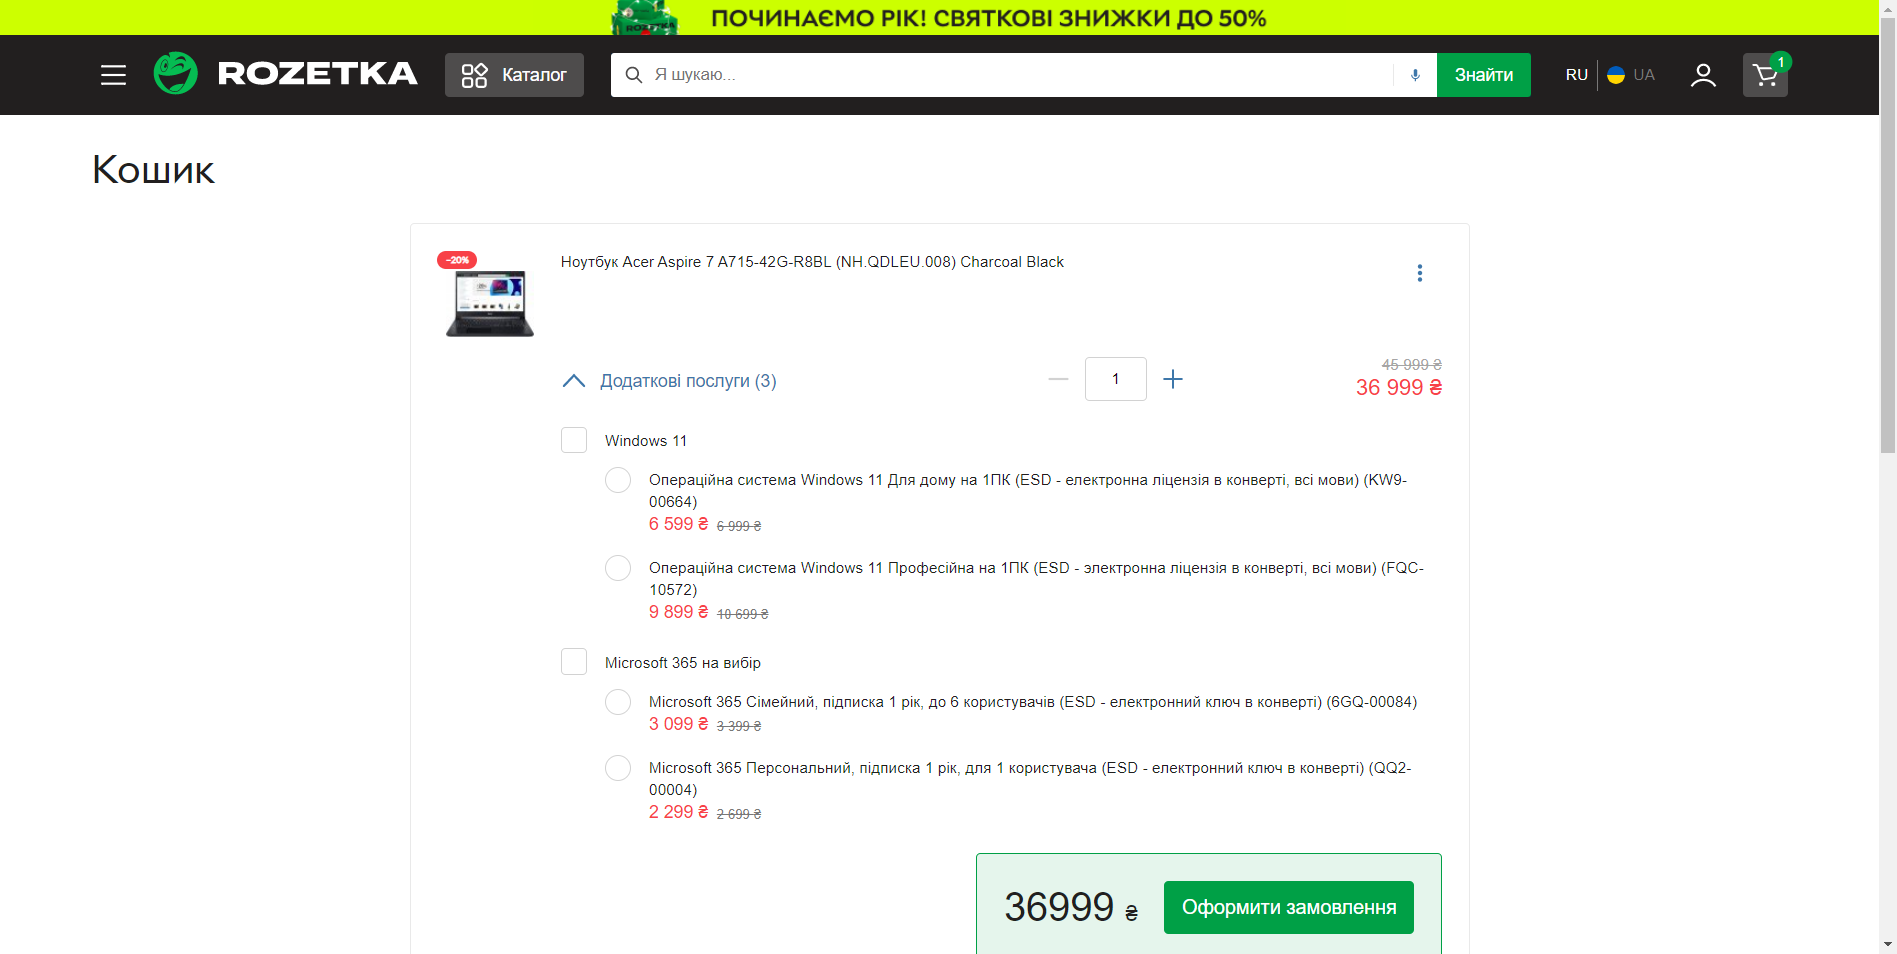 ПОЧИНАЄМО РІК! СВЯТКОВІ ЗНИЖКИ ДО 50%
ROZETKA
Каталог
Я шукаю...
Знайти
RU
UA
1
Кошик
-20%
Ноутбук Acer Aspire 7 A715-42G-R8BL (NH.QDLEU.008) Charcoal Black
Додаткові послуги (3)
1
45 999 ₴
36 999 ₴
Windows 11
Операційна система Windows 11 Для дому на 1ПК (ESD - електронна ліцензія в конверті, всі мови) (KW9-
00664)
6 599 ₴ 6 999 ₴
Операційна система Windows 11 Професійна на 1ПК (ESD - электронна ліцензія в конверті, всі мови) (FQC-
10572)
9 899 ₴ 10 699 ₴
Microsoft 365 на вибір
Microsoft 365 Сімейний, підписка 1 рік, до 6 користувачів (ESD - електронний ключ в конверті) (6GQ-00084)
3 099 ₴ 3 399 ₴
Microsoft 365 Персональний, підписка 1 рік, для 1 користувача (ESD - електронний ключ в конверті) (QQ2-
00004)
2 299 ₴ 2 699 ₴
36999 ₴
Оформити замовлення